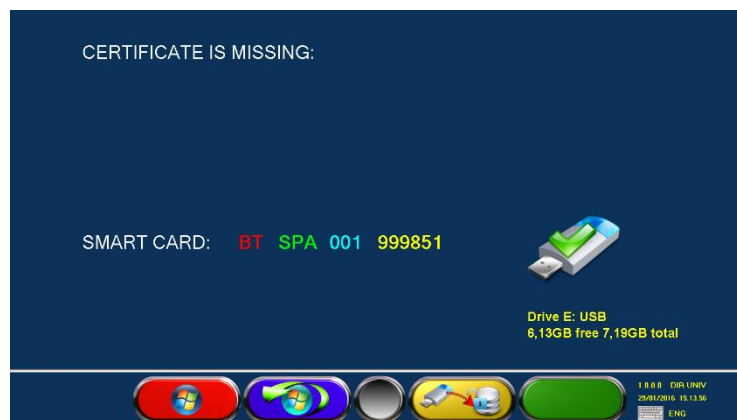 CERTIFICATE IS MISSING:
SMART CARD: BT SPA 001 999851
Drive E: USB
6,13GB free 7,19GB total
1.0.0.0 DIR UNIV
29/01/2016 15.13.56
ENG